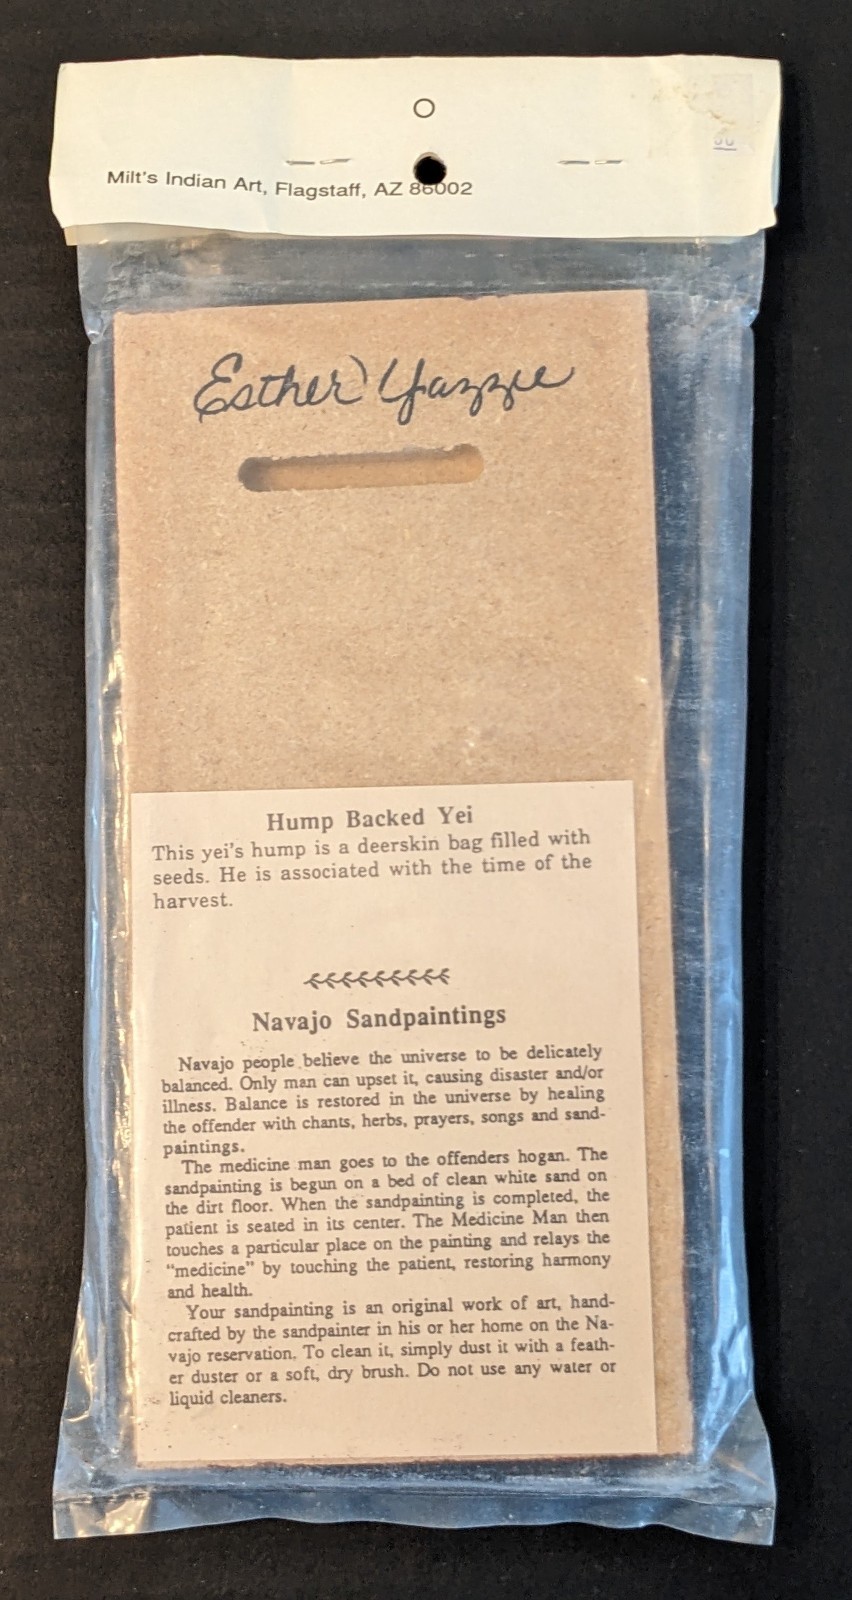 Milt's Indian Art, Flagstaff, AZ 86002
Esther Yazzie
Hump Backed Yei
This yei's hump is a deerskin bag filled with
seeds. He is associated with the time of the
harvest.
Navajo Sandpaintings
Navajo people believe the universe to be delicately
balanced. Only man can upset it, causing disaster and/or
illness. Balance is restored in the universe by healing
the offender with chants, herbs, prayers, songs and sand-
paintings.
The medicine man goes to the offenders hogan. The
sandpainting is begun on a bed of clean white sand on
the dirt floor. When the sandpainting is completed, the
patient is seated in its center. The Medicine Man then
touches a particular place on the painting and relays the
“medicine” by touching the patient, restoring harmony
and health.
Your sandpainting is an original work of art, hand-
crafted by the sandpainter in his or her home on the Na-
vajo reservation. To clean it, simply dust it with a feath-
er duster or a soft, dry brush. Do not use any water or
liquid cleaners.